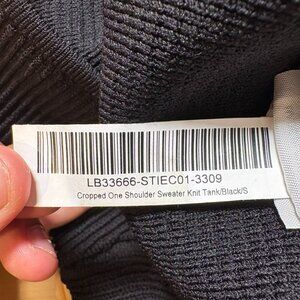 LB33666-STIEC01-3309
Cropped One Shoulder Sweater Knit Tank/Black/S